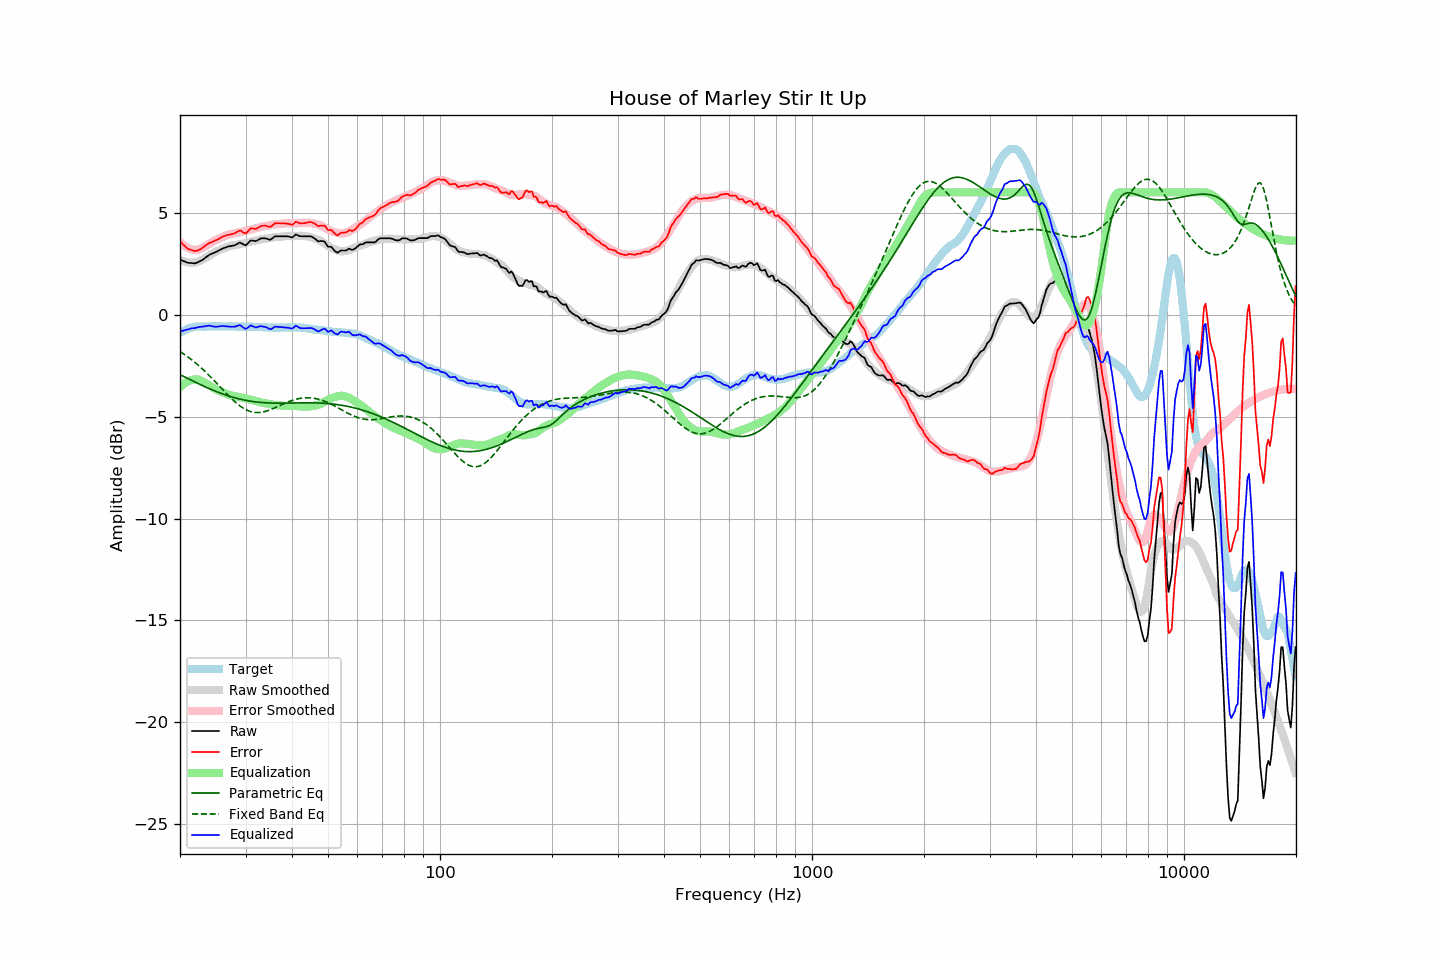 House of Marley Stir It Up
Amplitude (dBr)
5
0
−5
−10
−15
−20
−25
Target
Raw Smoothed
Error Smoothed
Raw
Error
Equalization
Parametric Eq
Fixed Band Eq
Equalized
100
1000
10000
Frequency (Hz)